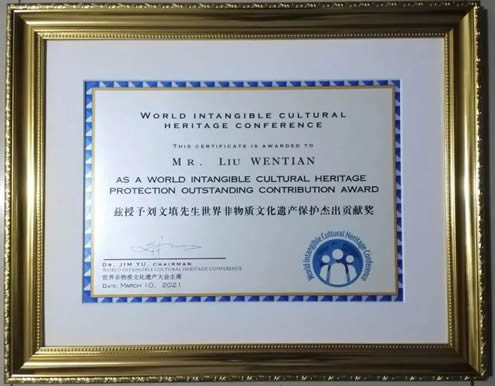 WORLD INTANGIBLE CULTURAL
HERITAGE CONFERENCE
THIS CERTIFICATE IS AWARDED TO
MR. LIU WENTIAN
AS A WORLD INTANGIBLE CULTURAL HERITAGE
PROTECTION OUTSTANDING CONTRIBUTION AWARD
兹授予刘文填先生世界非物质文化遗产保护杰出贡献奖
DR. JIM YU, CHAIRMAN
WORLD INTANGIBLE CULTURAL HERITAGE CONFERENCE
世界非物质文化遗产大会主席
DATE: MARCH 10, 2021
World Intangible Cultural Heritage Conference